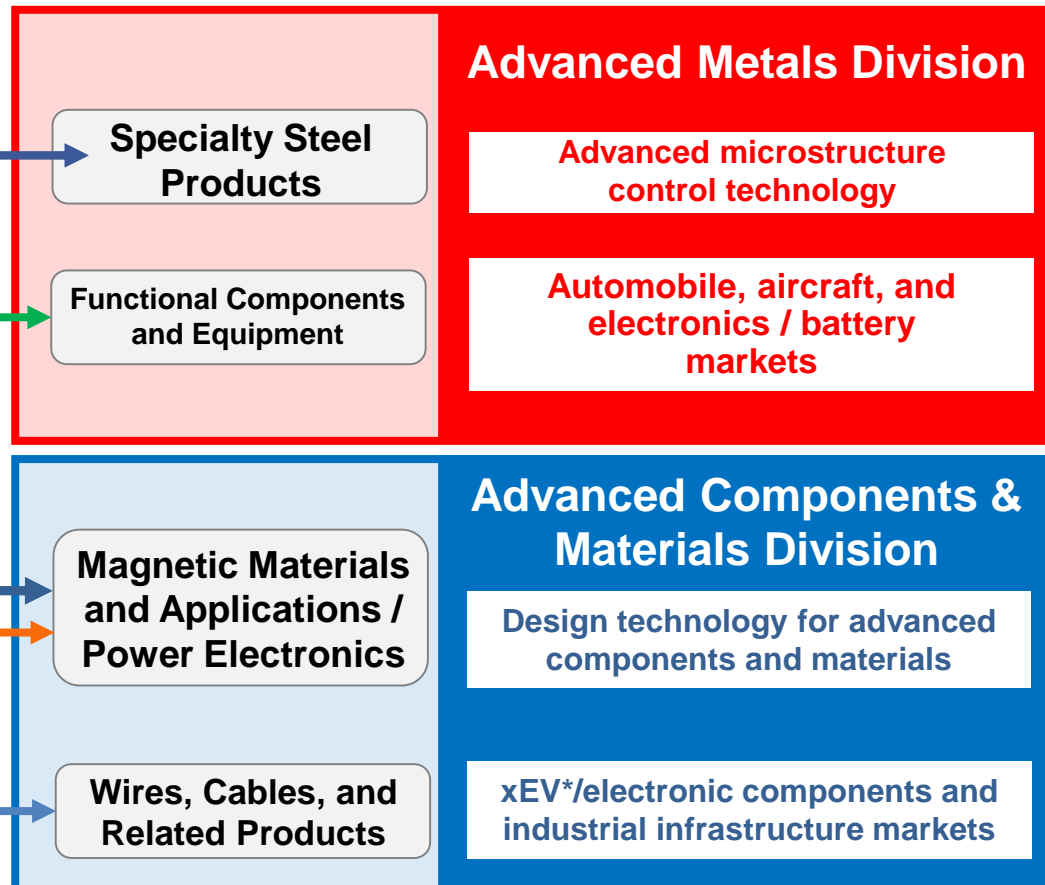 Advanced Metals Division
Specialty Steel
Products
Advanced microstructure
control technology
Functional Components
and Equipment
Automobile, aircraft, and
electronics / battery
markets
Advanced Components &
Materials Division
Magnetic Materials
and Applications /
Power Electronics
Design technology for advanced
components and materials
Wires, Cables, and
Related Products
xEV*/electronic components and
industrial infrastructure markets